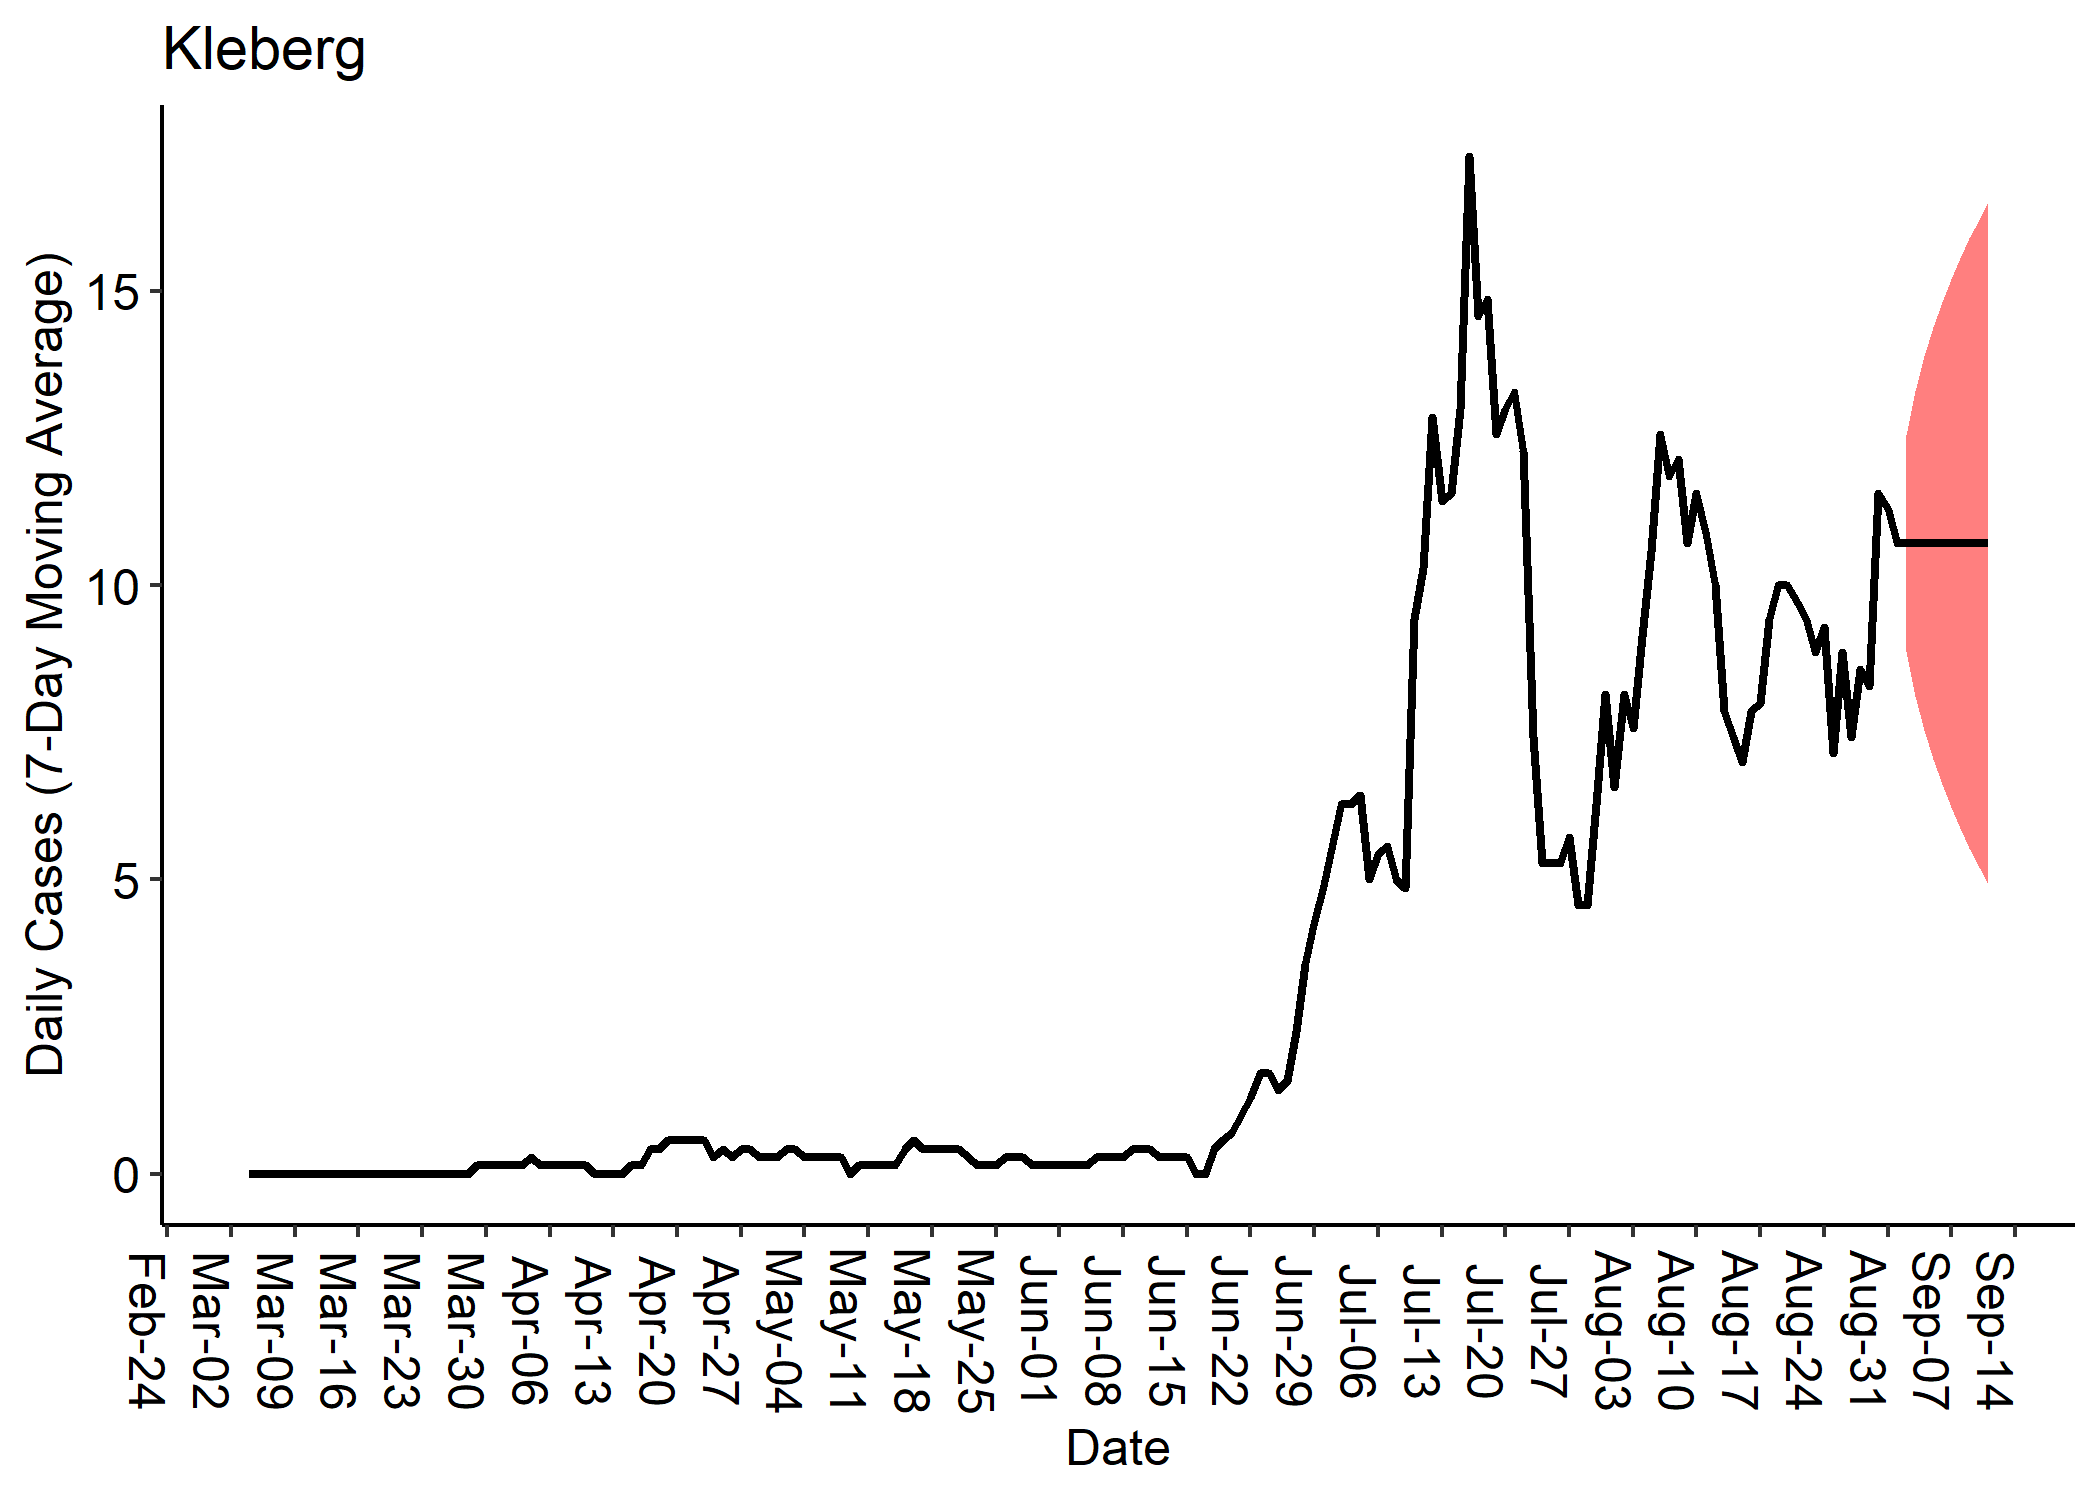 Kleberg
Daily Cases (7-Day Moving Average)
15
10
5
0
Feb-24
Mar-02
Mar-09
Mar-16
Mar-23
Mar-30
Apr-06
Apr-13
Apr-20
Apr-27
May-04
May-11
May-18
May-25
Jun-01
Jun-08
Jun-15
Jun-22
Jun-29
Jul-06
Jul-13
Jul-20
Jul-27
Aug-03
Aug-10
Aug-17
Aug-24
Aug-31
Sep-07
Sep-14
Date